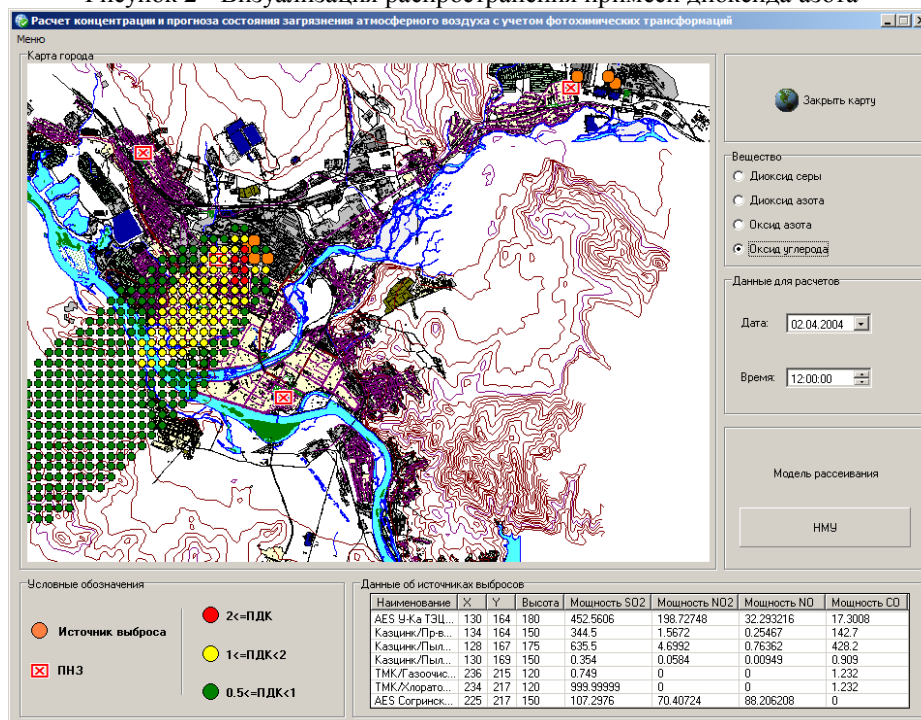 Рисунок 2 - Визуализация распространения примеси диоксида азота
Расчет концентрации и прогноза состояния загрязнения атмосферного воздуха с учетом фотохимических трансформаций
Меню
Карта города
Закрыть карту
Вещество
Диоксид серы
Диоксид азота
Оксид азота
Оксид углерода
Данные для расчетов
Дата: 02.04.2004
Время: 12:00:00
Модель рассеивания
НМУ
Условные обозначения
Источник выброса
ПНЗ
2<=ПДК
1<=ПДК<2
0.5<=ПДК<1
Данные об источниках выбросов
Наименование X Y Высота Мощность SO2 Мощность NO2 Мощность NO Мощность CO
AES У-Ка ТЭЦ... 130 164 180 452.5606 198.72748 32.293216 17.3008
Казцинк/Пр-в... 134 164 150 344.5 1.5672 0.25467 142.7
Казцинк/Пыл... 128 167 175 635.5 4.6992 0.76362 428.2
Казцинк/Пыл... 130 169 150 0.354 0.0584 0.00949 0.909
ТМК/Газоочис... 236 215 120 0.749 0 0 1.232
ТМК/Хлорато... 234 217 120 999.99999 0 0 1.232
AES Согринск... 225 217 150 107.2976 70.40724 88.206208 0